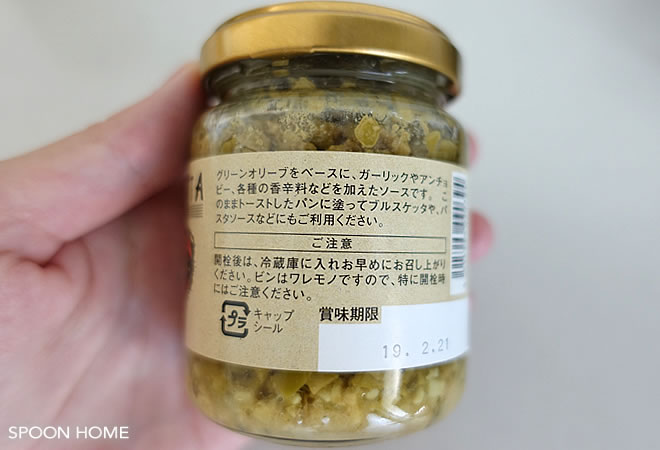 TA
グリーンオリーブをベースに、ガーリックやアンチョ
ビー、各種の香辛料などを加えたソースです。こ
のままトーストしたパンに塗ってブルスケッタや、パ
スタソースなどにもご利用ください。
ご注意
開栓後は、冷蔵庫に入れお早めにお召し上がり
ください。ビンはワレモノですので、特に開栓時
にはご注意ください。
プラ
キャップ
シール
賞味期限
19. 2.21
SPOON HOME